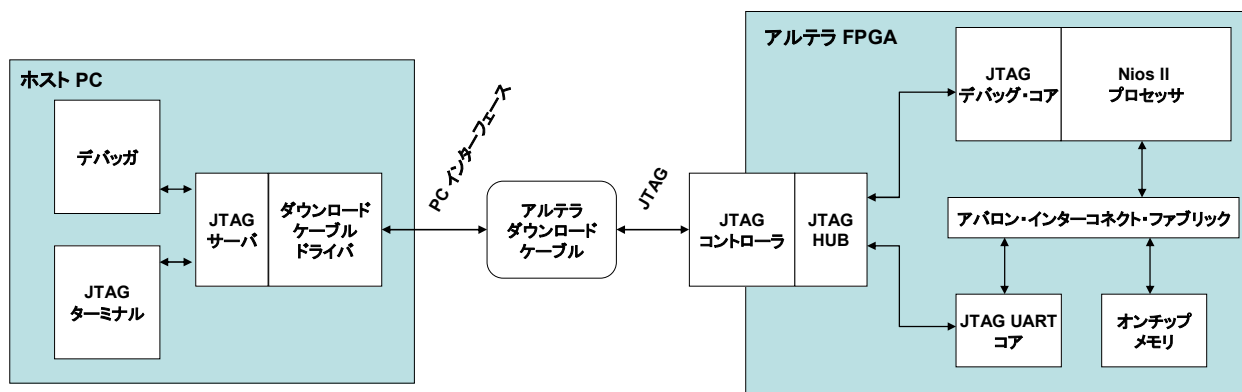 ホスト PC
デバッガ
JTAG
ターミナル
JTAG
サーバ
ダウンロード
ケーブル
ドライバ
PC インターフェース
アルテラ
ダウンロード
ケーブル
JTAG
アルテラ FPGA
JTAG
コントローラ
JTAG
HUB
JTAG
デバッグ・コア
Nios II
プロセッサ
アバロン・インターコネクト・ファブリック
JTAG UART
コア
オンチップ
メモリ